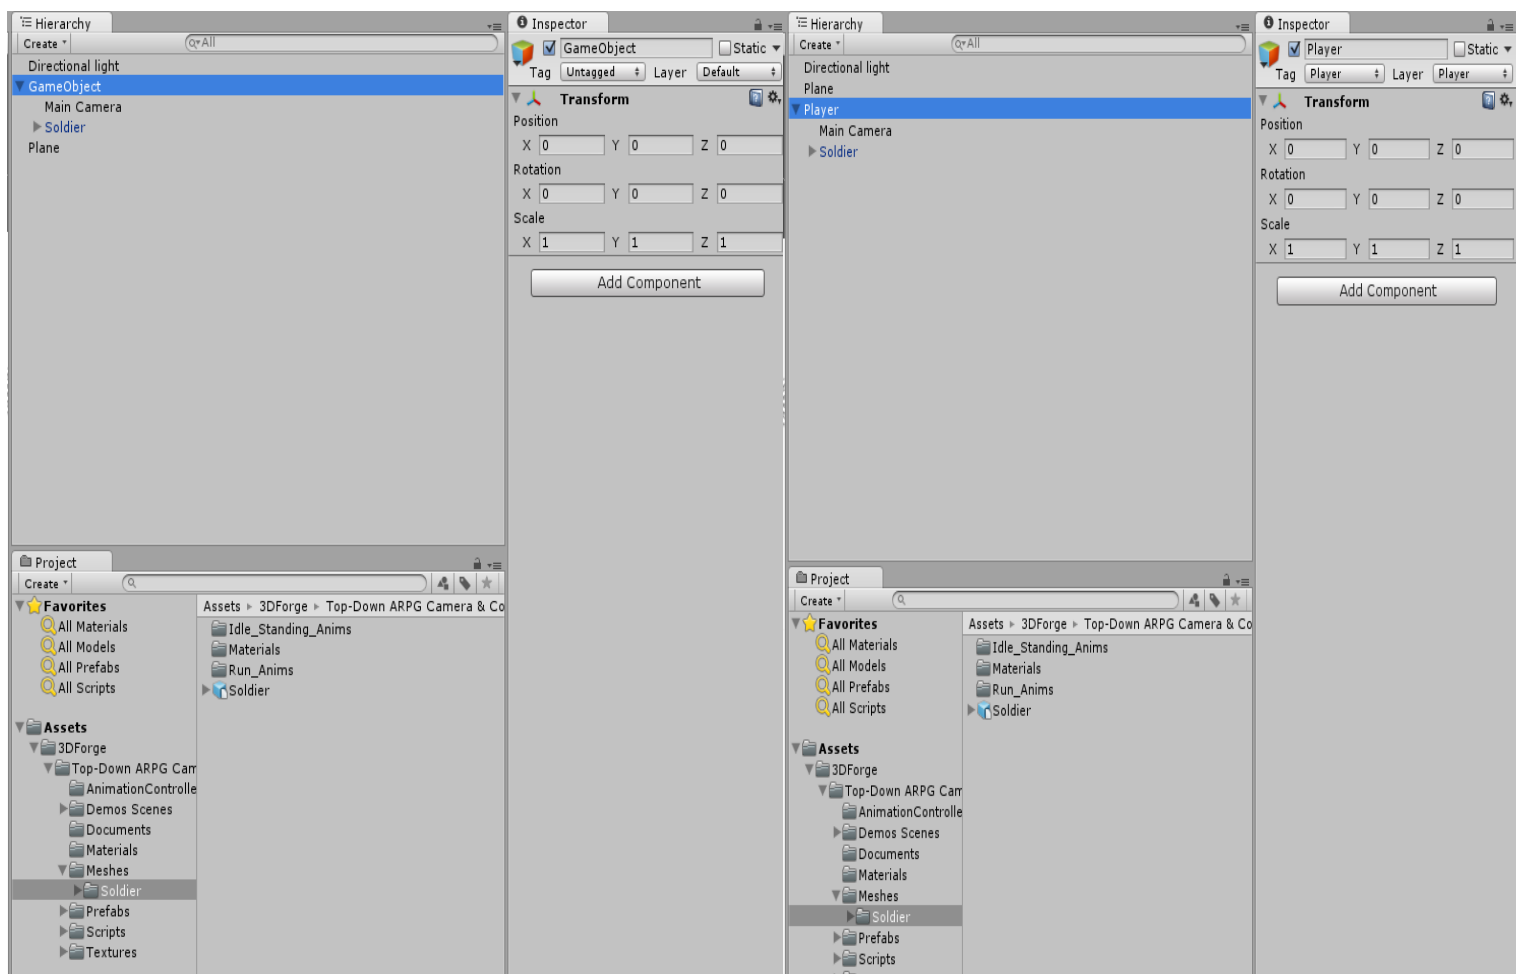 Hierarchy
Create
All
Directional light
GameObject
Main Camera
Soldier
Plane
Project
Create
Favorites
All Materials
All Models
All Prefabs
All Scripts
Assets
3DForge
Top-Down ARPG Cam
AnimationControlle
Demos Scenes
Documents
Materials
Meshes
Soldier
Prefabs
Scripts
Textures
Assets 3DForge Top-Down ARPG Camera & Co
Idle_Standing_Anims
Materials
Run_Anims
Soldier
Inspector
GameObject Static
Tag Untagged Layer Default
Transform
Position
X 0 Y 0 Z 0
Rotation
X 0 Y 0 Z 0
Scale
X 1 Y 1 Z 1
Add Component
Hierarchy
Create
All
Directional light
Plane
Player
Main Camera
Soldier
Project
Create
Favorites
All Materials
All Models
All Prefabs
All Scripts
Assets
3DForge
Top-Down ARPG Cam
AnimationControlle
Demos Scenes
Documents
Materials
Meshes
Soldier
Prefabs
Scripts
Assets 3DForge Top-Down ARPG Camera & Co
Idle_Standing_Anims
Materials
Run_Anims
Soldier
Inspector
Player Static
Tag Player Layer Player
Transform
Position
X 0 Y 0 Z 0
Rotation
X 0 Y 0 Z 0
Scale
X 1 Y 1 Z 1
Add Component